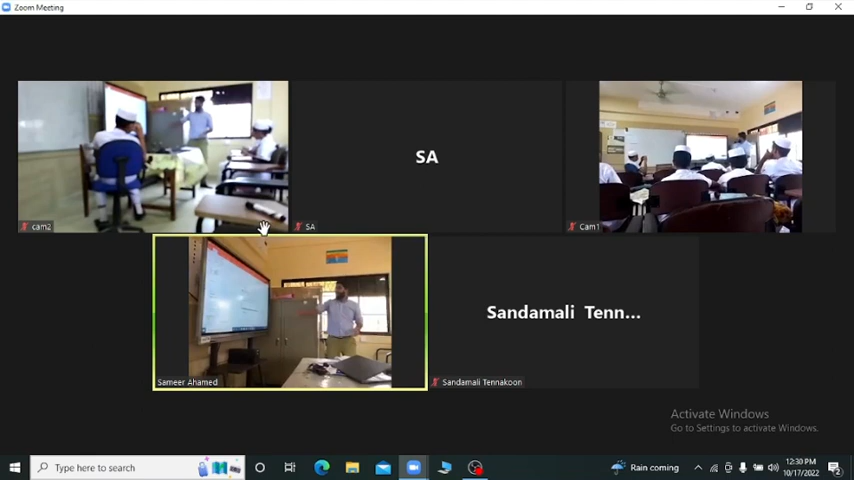 Zoom Meeting
SA
cam2
SA
Cam1
Sandamali Tenn...
Sameer Ahamed
Sandamali Tennakoon
Activate Windows
Go to Settings to activate Windows.
Type here to search
Rain coming
12:30 PM
10/17/2022
2